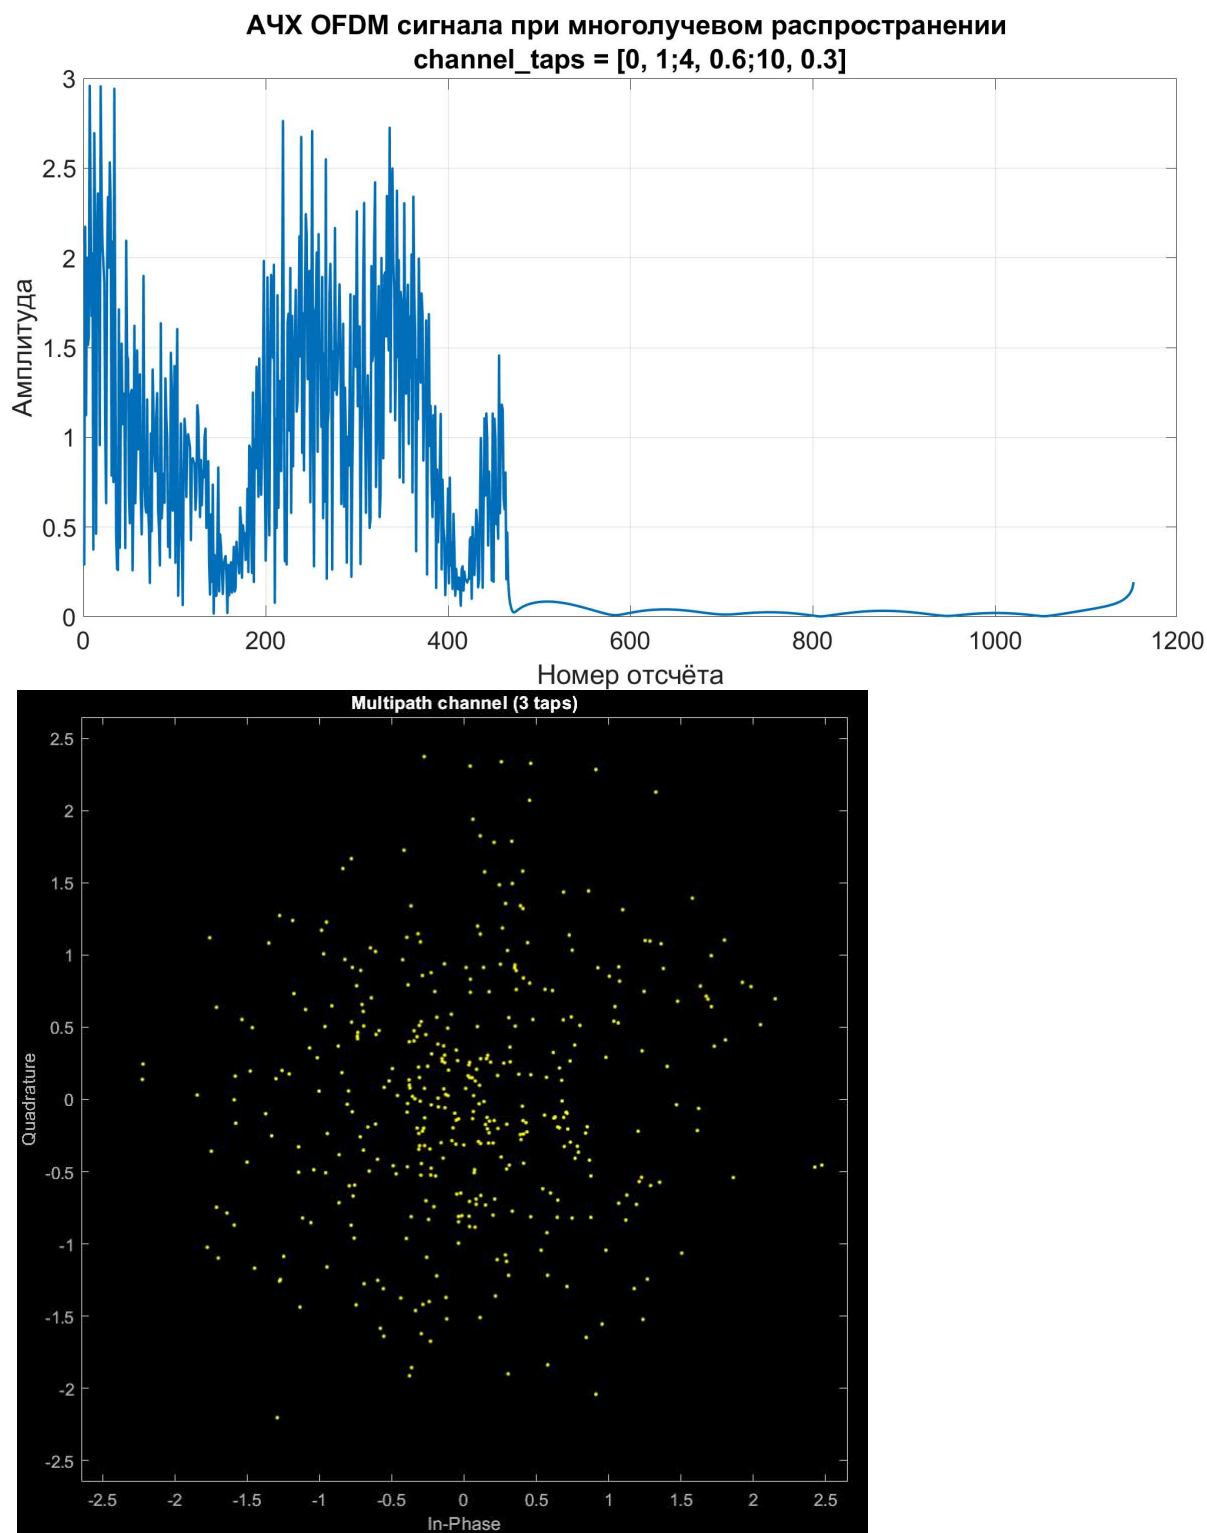 АЧХ OFDM сигнала при многолучевом распространении
channel_taps = [0, 1;4, 0.6;10, 0.3]
3
2.5
2
1.5
1
0.5
0
Амплитуда
0 200 400 600 800 1000 1200
Номер отсчёта
Multipath channel (3 taps)
2.5
2
1.5
1
0.5
0
-0.5
-1
-1.5
-2
-2.5
Quadrature
-2.5 -2 -1.5 -1 -0.5 0 0.5 1 1.5 2 2.5
In-Phase